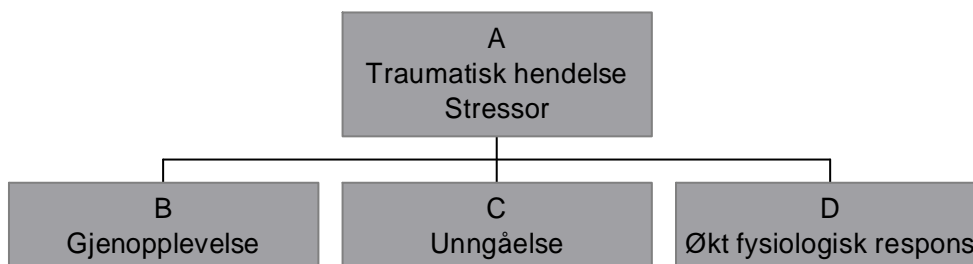 A
Traumatisk hendelse
Stressor
B
Gjenopplevelse
C
Unngåelse
D
Økt fysiologisk respons